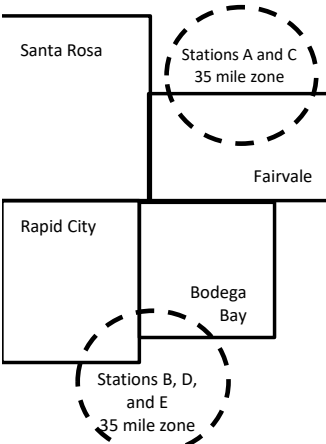 Santa Rosa
Stations A and C
35 mile zone
Fairvale
Rapid City
Bodega
Bay
Stations B, D,
and E
35 mile zone